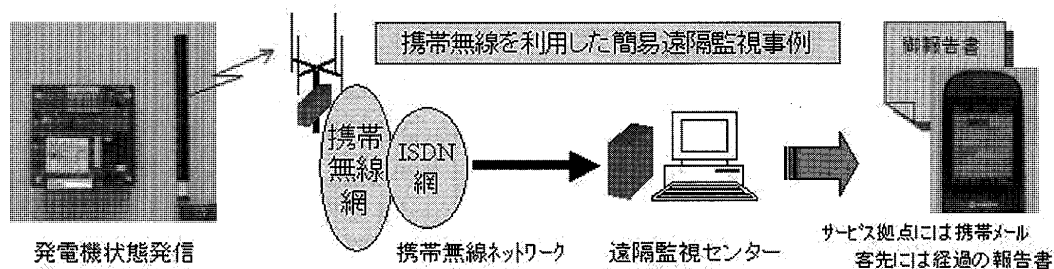 携帯無線を利用した簡易遠隔監視事例
御報告書
携帯
無線
網
ISDN
網
発電機状態発信
携帯無線ネットワーク
遠隔監視センター
サービス拠点には携帯メール
客先には経過の報告書